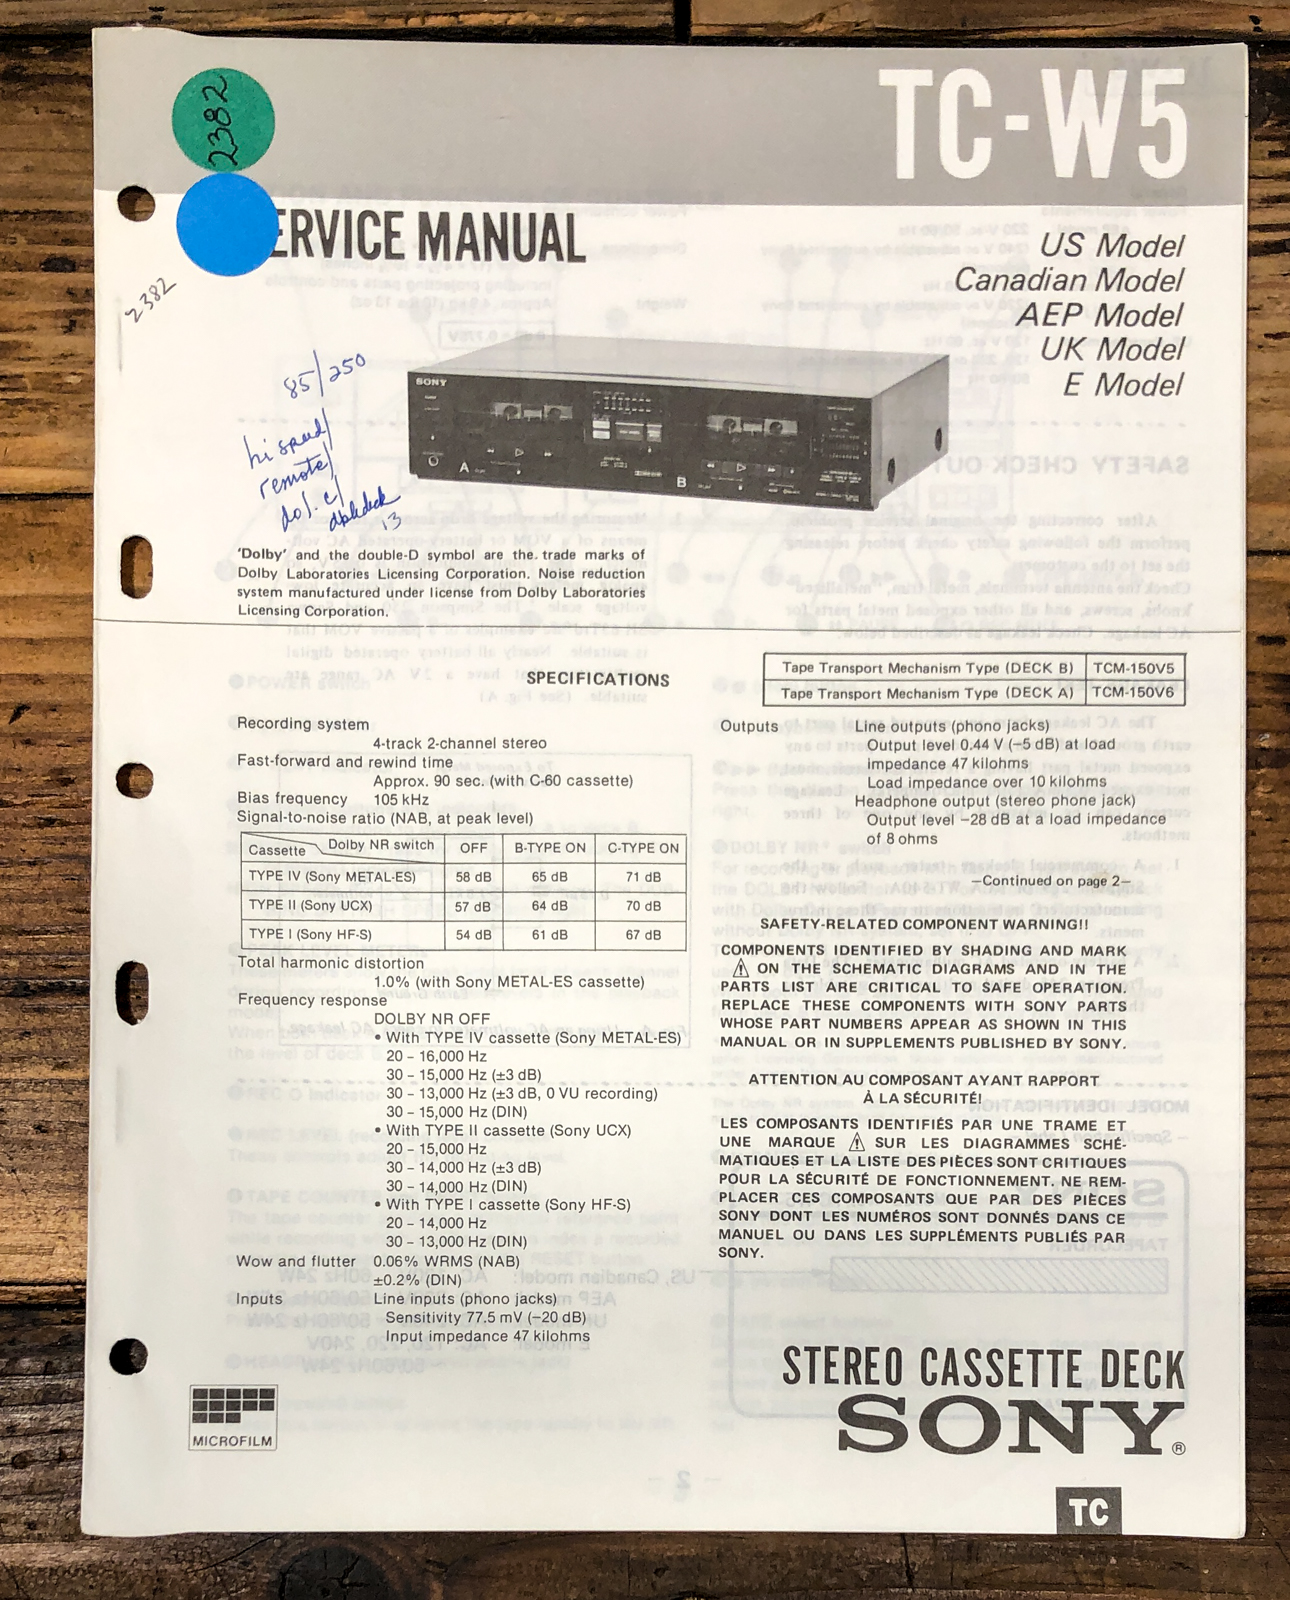 TC-W5
2382
ERVICE MANUAL
US Model
Canadian Model
AEP Model
UK Model
E Model
2382
85/250
hi speed/
remote/
dol. c/
dbldeck
13
SONY
A
B
'Dolby' and the double-D symbol are the trade marks of
Dolby Laboratories Licensing Corporation. Noise reduction
system manufactured under license from Dolby Laboratories
Licensing Corporation.
SPECIFICATIONS
Recording system
4-track 2-channel stereo
Fast-forward and rewind time
Approx. 90 sec. (with C-60 cassette)
Bias frequency 105 kHz
Signal-to-noise ratio (NAB, at peak level)
Cassette Dolby NR switch OFF B-TYPE ON C-TYPE ON
TYPE IV (Sony METAL-ES) 58 dB 65 dB 71 dB
TYPE II (Sony UCX) 57 dB 64 dB 70 dB
TYPE I (Sony HF-S) 54 dB 61 dB 67 dB
Total harmonic distortion
1.0% (with Sony METAL-ES cassette)
Frequency response
DOLBY NR OFF
• With TYPE IV cassette (Sony METAL-ES)
20 – 16,000 Hz
30 – 15,000 Hz (±3 dB)
30 – 13,000 Hz (±3 dB, 0 VU recording)
30 – 15,000 Hz (DIN)
• With TYPE II cassette (Sony UCX)
20 – 15,000 Hz
30 – 14,000 Hz (±3 dB)
30 – 14,000 Hz (DIN)
• With TYPE I cassette (Sony HF-S)
20 – 14,000 Hz
30 – 13,000 Hz (DIN)
Wow and flutter 0.06% WRMS (NAB)
±0.2% (DIN)
Inputs Line inputs (phono jacks)
Sensitivity 77.5 mV (–20 dB)
Input impedance 47 kilohms
Tape Transport Mechanism Type (DECK B) TCM-150V5
Tape Transport Mechanism Type (DECK A) TCM-150V6
Outputs Line outputs (phono jacks)
Output level 0.44 V (–5 dB) at load
impedance 47 kilohms
Load impedance over 10 kilohms
Headphone output (stereo phone jack)
Output level –28 dB at a load impedance
of 8 ohms
—Continued on page 2—
SAFETY-RELATED COMPONENT WARNING!!
COMPONENTS IDENTIFIED BY SHADING AND MARK
⚠ ON THE SCHEMATIC DIAGRAMS AND IN THE
PARTS LIST ARE CRITICAL TO SAFE OPERATION.
REPLACE THESE COMPONENTS WITH SONY PARTS
WHOSE PART NUMBERS APPEAR AS SHOWN IN THIS
MANUAL OR IN SUPPLEMENTS PUBLISHED BY SONY.
ATTENTION AU COMPOSANT AYANT RAPPORT
À LA SÉCURITÉ!
LES COMPOSANTS IDENTIFIÉS PAR UNE TRAME ET
UNE MARQUE ⚠ SUR LES DIAGRAMMES SCHÉ-
MATIQUES ET LA LISTE DES PIÈCES SONT CRITIQUES
POUR LA SÉCURITÉ DE FONCTIONNEMENT. NE REM-
PLACER CES COMPOSANTS QUE PAR DES PIÈCES
SONY DONT LES NUMÉROS SONT DONNÉS DANS CE
MANUEL OU DANS LES SUPPLÉMENTS PUBLIÉS PAR
SONY.
MICROFILM
STEREO CASSETTE DECK
SONY®
TC